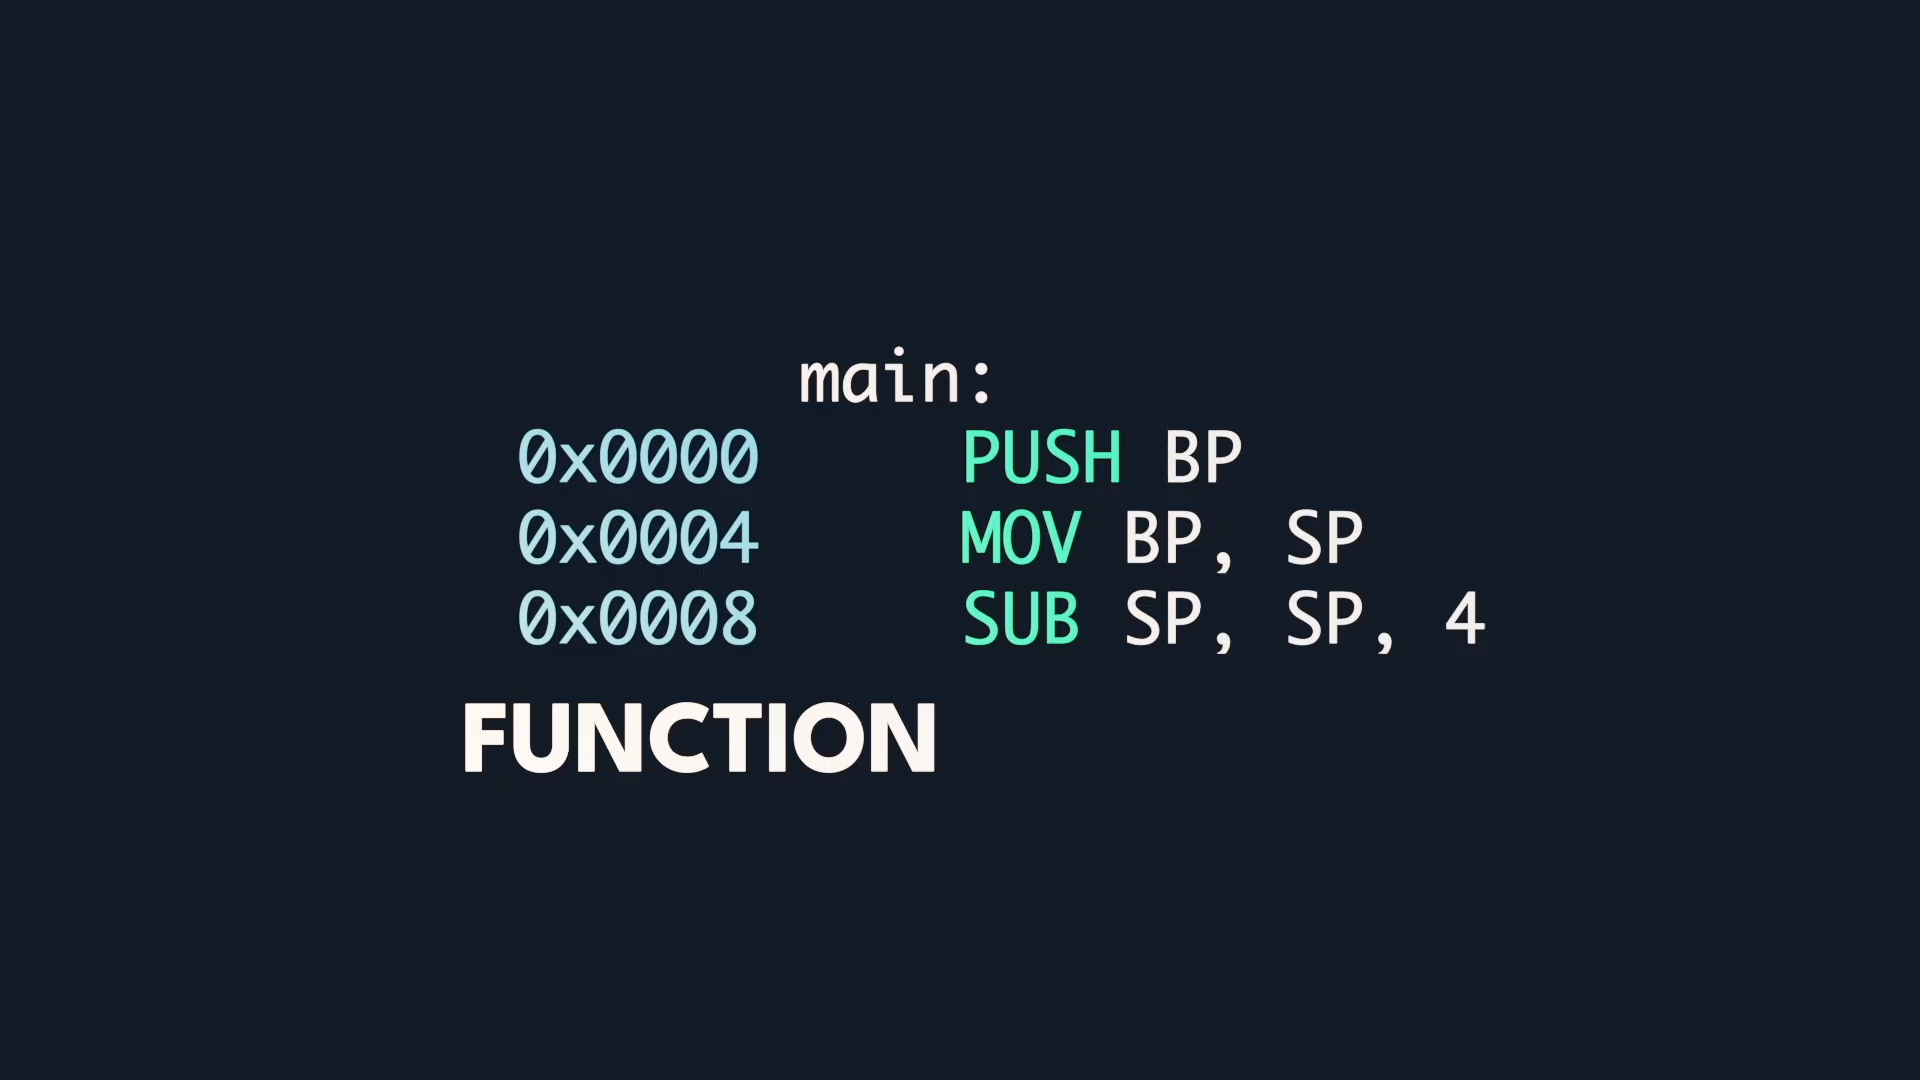 main:
0x0000 PUSH BP
0x0004 MOV BP, SP
0x0008 SUB SP, SP, 4
FUNCTION